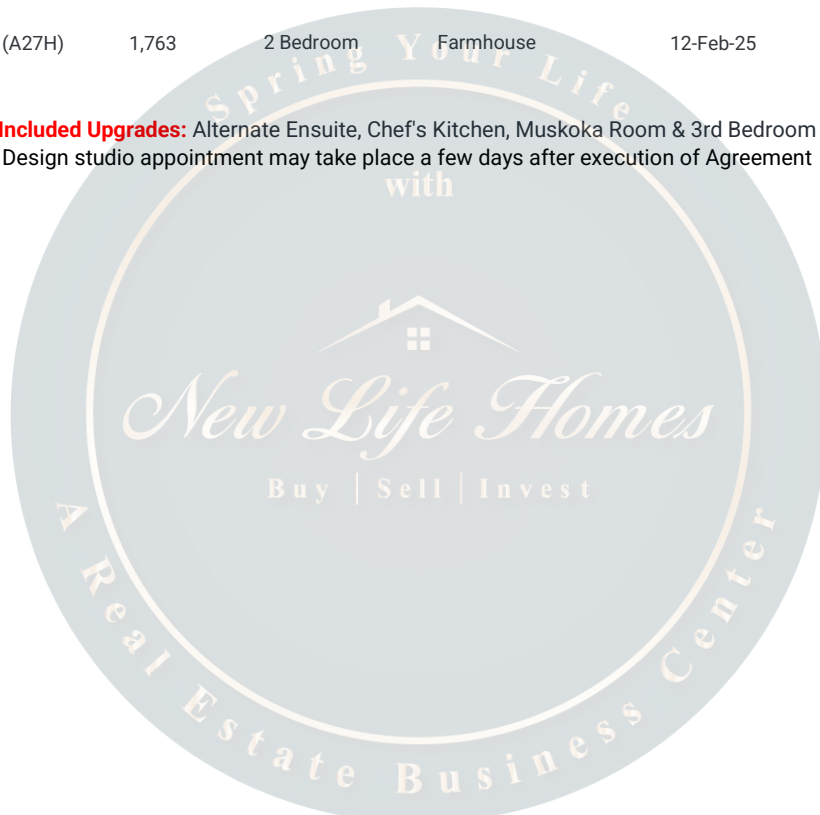 (A27H) 1,763 2 Bedroom Farmhouse 12-Feb-25
Spring Your Life
Included Upgrades: Alternate Ensuite, Chef's Kitchen, Muskoka Room & 3rd Bedroom
Design studio appointment may take place a few days after execution of Agreement
with
New Life Homes
Buy | Sell | Invest
A Real Estate Business Center